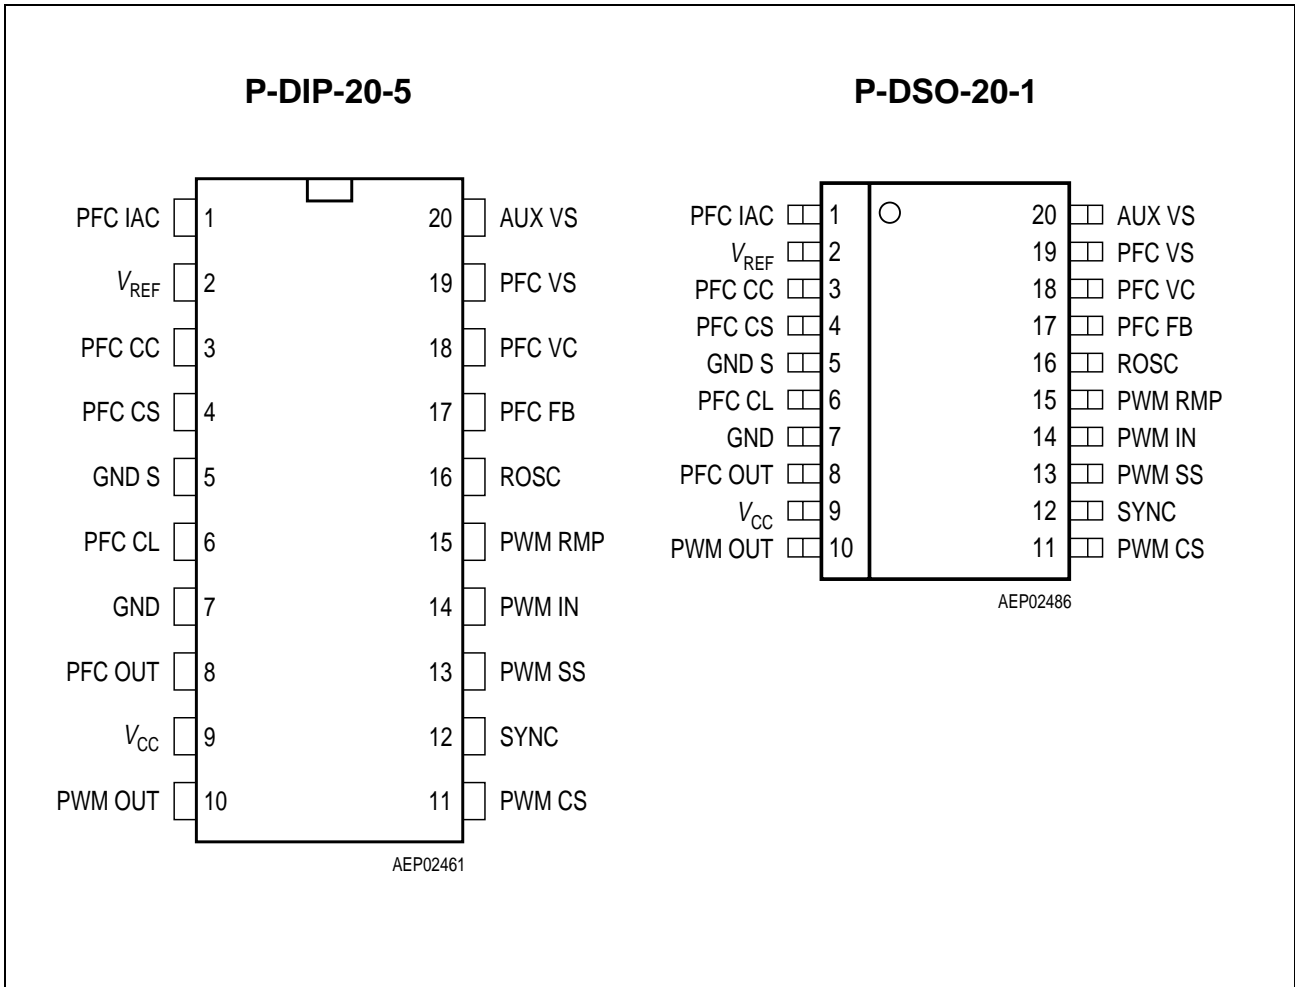 P-DIP-20-5
PFC IAC 1 20 AUX VS
VREF 2 19 PFC VS
PFC CC 3 18 PFC VC
PFC CS 4 17 PFC FB
GND S 5 16 ROSC
PFC CL 6 15 PWM RMP
GND 7 14 PWM IN
PFC OUT 8 13 PWM SS
VCC 9 12 SYNC
PWM OUT 10 11 PWM CS
AEP02461
P-DSO-20-1
PFC IAC 1 20 AUX VS
VREF 2 19 PFC VS
PFC CC 3 18 PFC VC
PFC CS 4 17 PFC FB
GND S 5 16 ROSC
PFC CL 6 15 PWM RMP
GND 7 14 PWM IN
PFC OUT 8 13 PWM SS
VCC 9 12 SYNC
PWM OUT 10 11 PWM CS
AEP02486